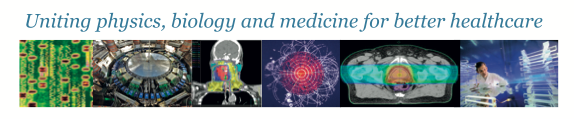 Uniting physics, biology and medicine for better healthcare